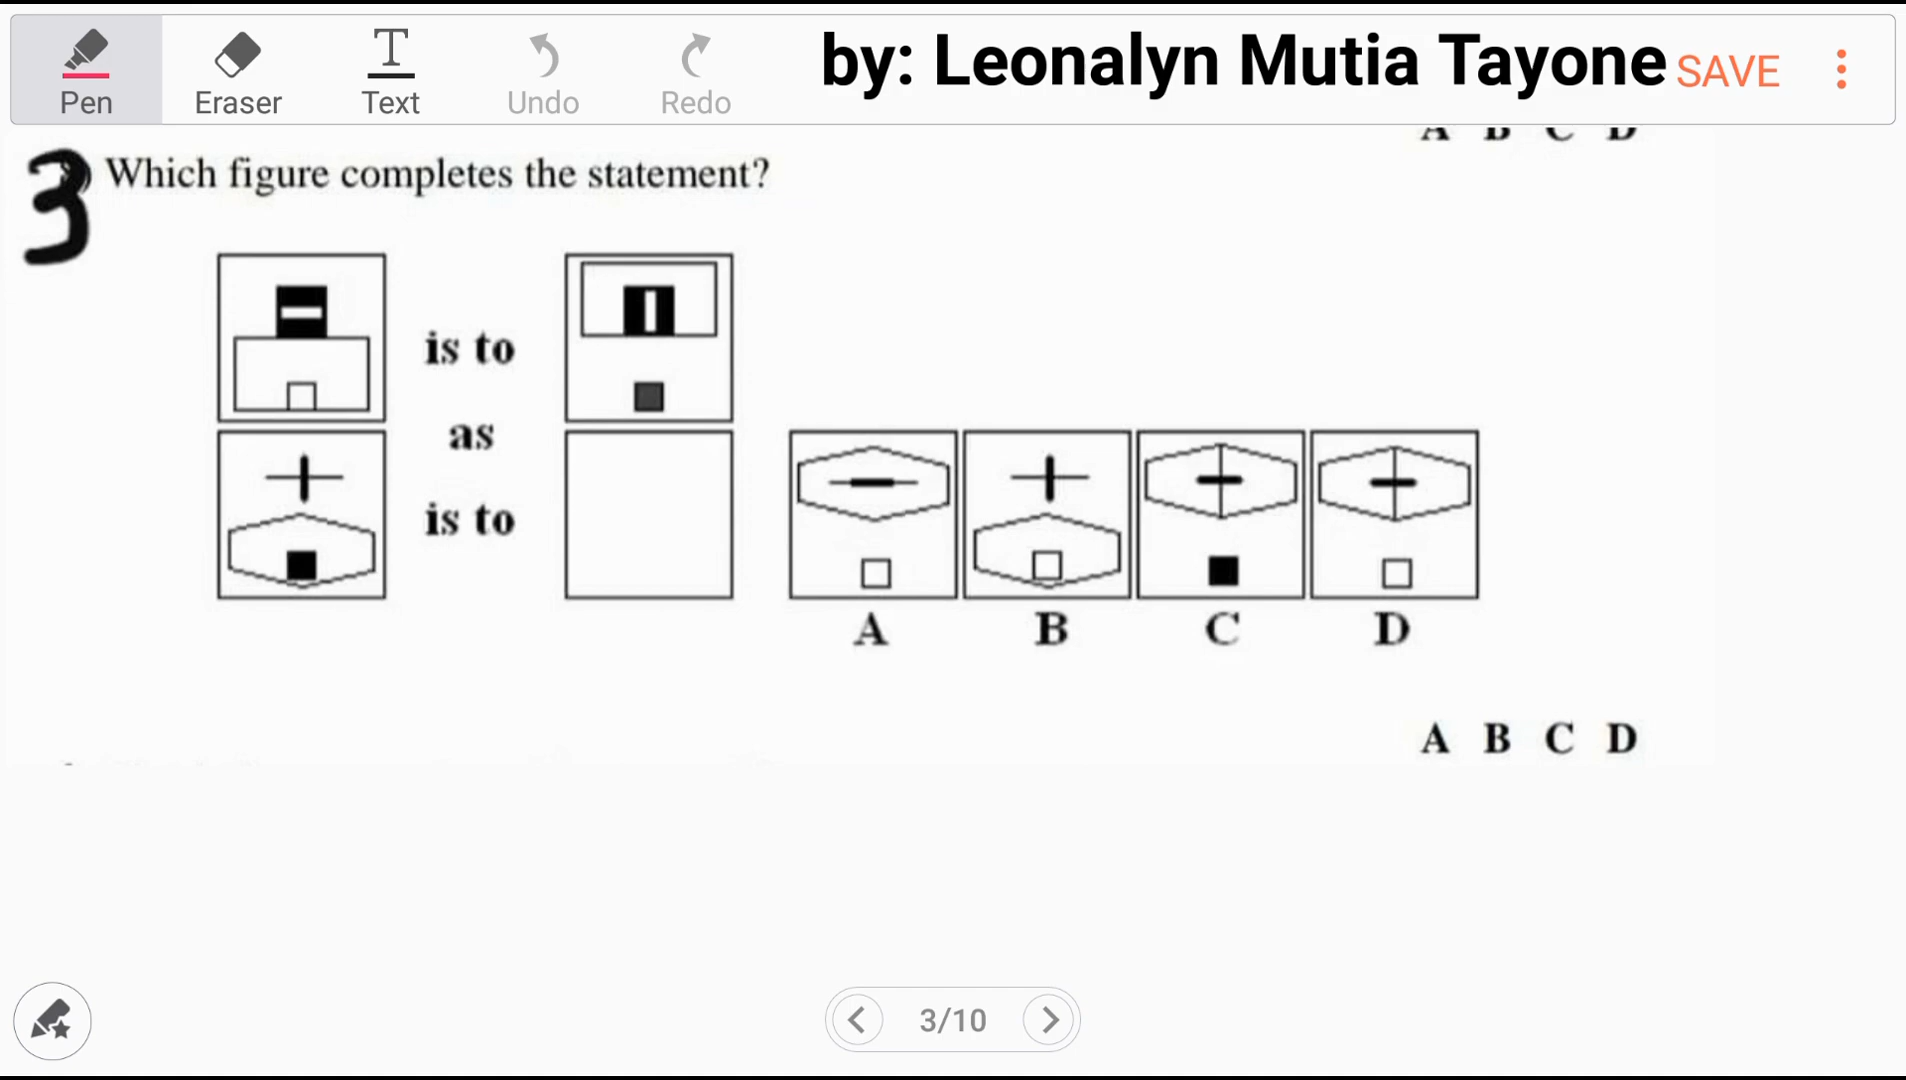 Pen Eraser Text Undo Redo by: Leonalyn Mutia Tayone SAVE
A B C D
3 Which figure completes the statement?
is to
as
is to
A B C D
A B C D
3/10